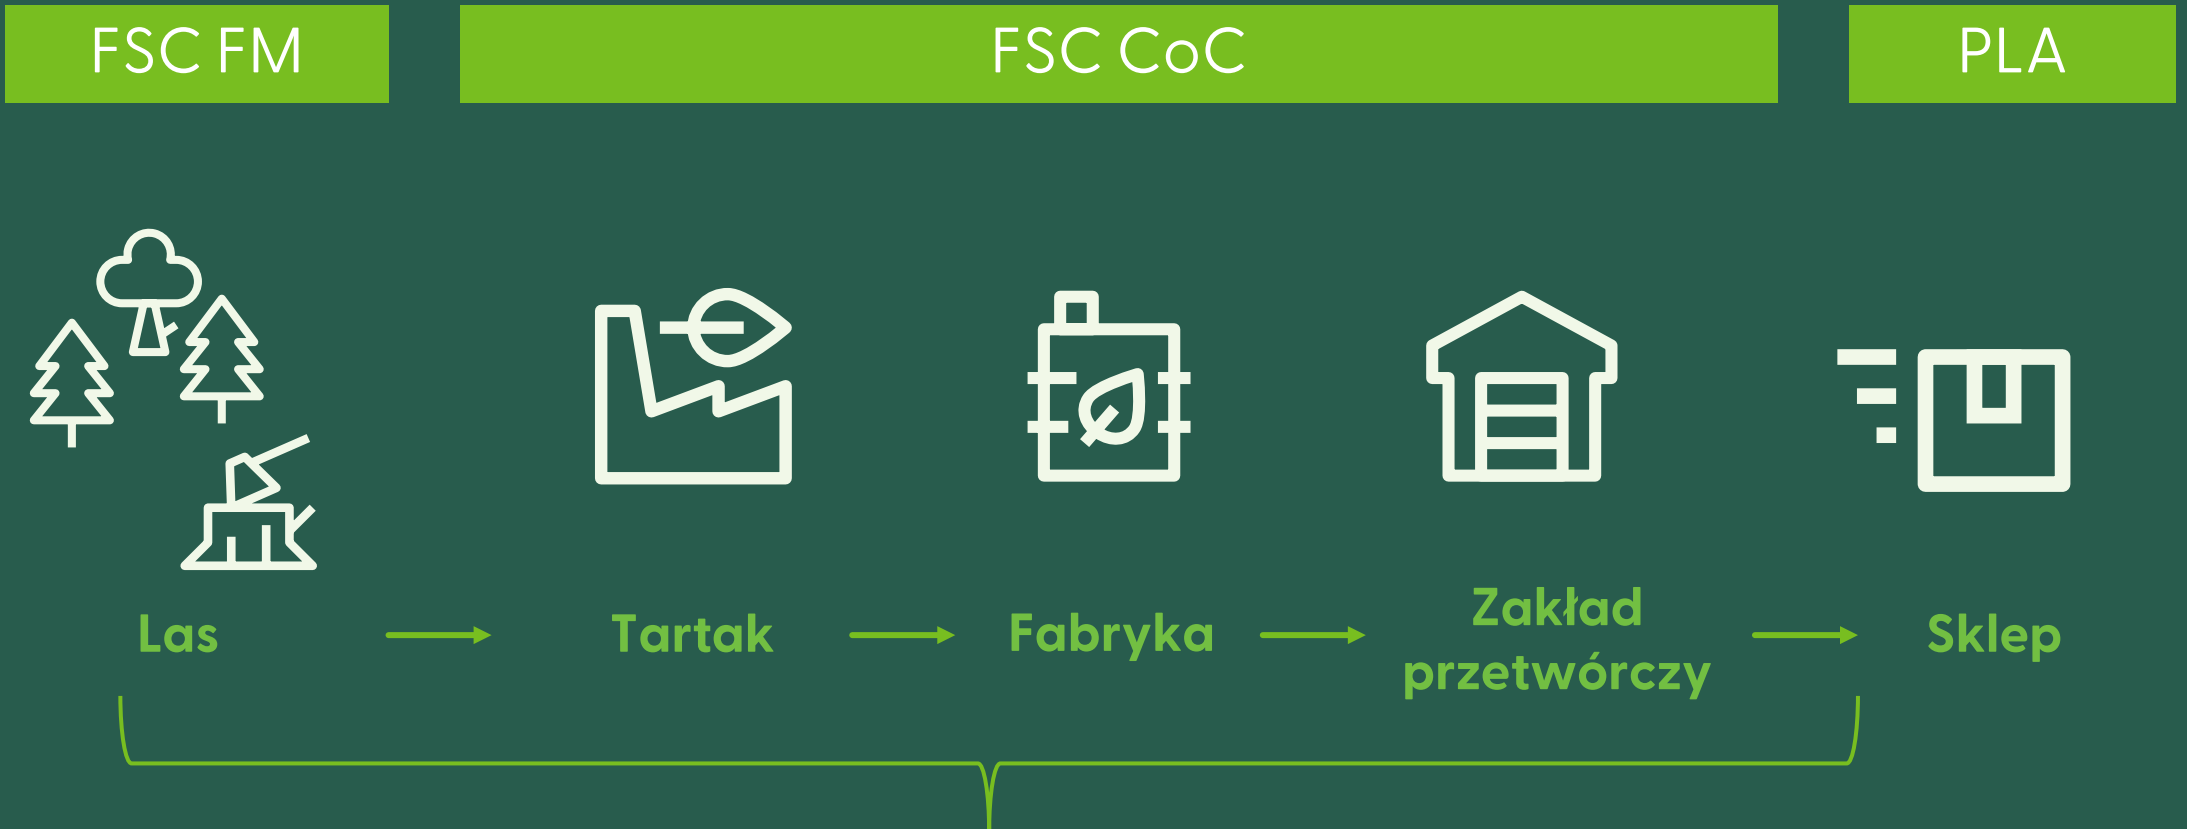 FSC FM
FSC CoC
PLA
Las
Tartak
Fabryka
Zakład
przetwórczy
Sklep